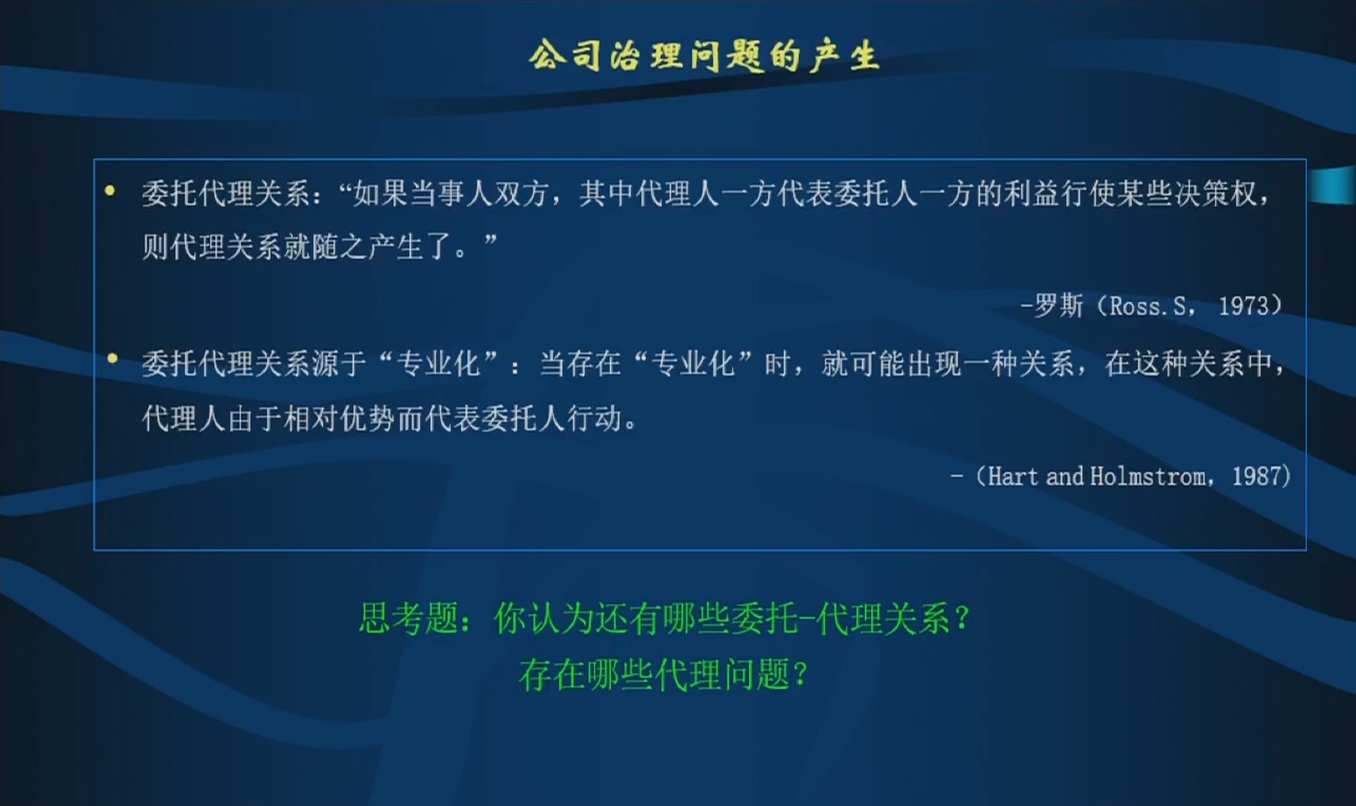 公司治理问题的产生
• 委托代理关系：“如果当事人双方，其中代理人一方代表委托人一方的利益行使某些决策权，
则代理关系就随之产生了。”
-罗斯（Ross.S， 1973）
• 委托代理关系源于“专业化”：当存在“专业化”时，就可能出现一种关系，在这种关系中，
代理人由于相对优势而代表委托人行动。
-（Hart and Holmstrom，1987)
思考题：你认为还有哪些委托-代理关系？
存在哪些代理问题？